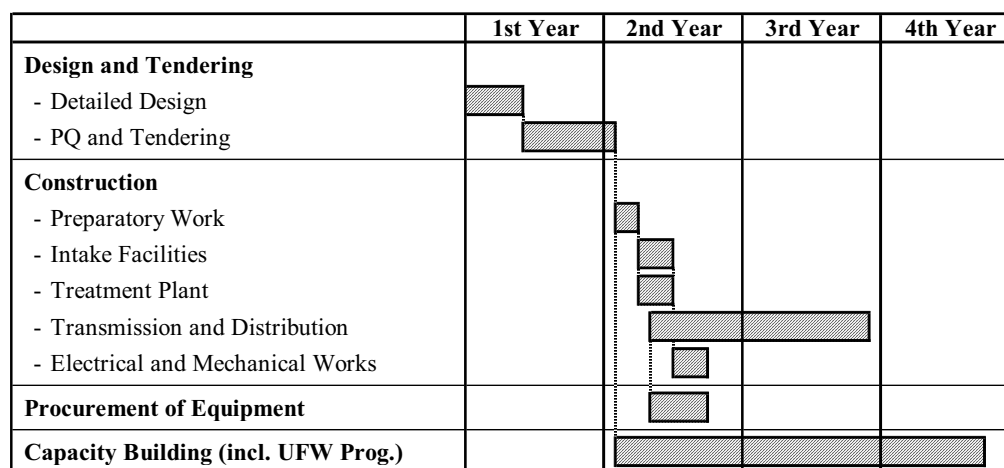 1st Year 2nd Year 3rd Year 4th Year
Design and Tendering
- Detailed Design
- PQ and Tendering
Construction
- Preparatory Work
- Intake Facilities
- Treatment Plant
- Transmission and Distribution
- Electrical and Mechanical Works
Procurement of Equipment
Capacity Building (incl. UFW Prog.)